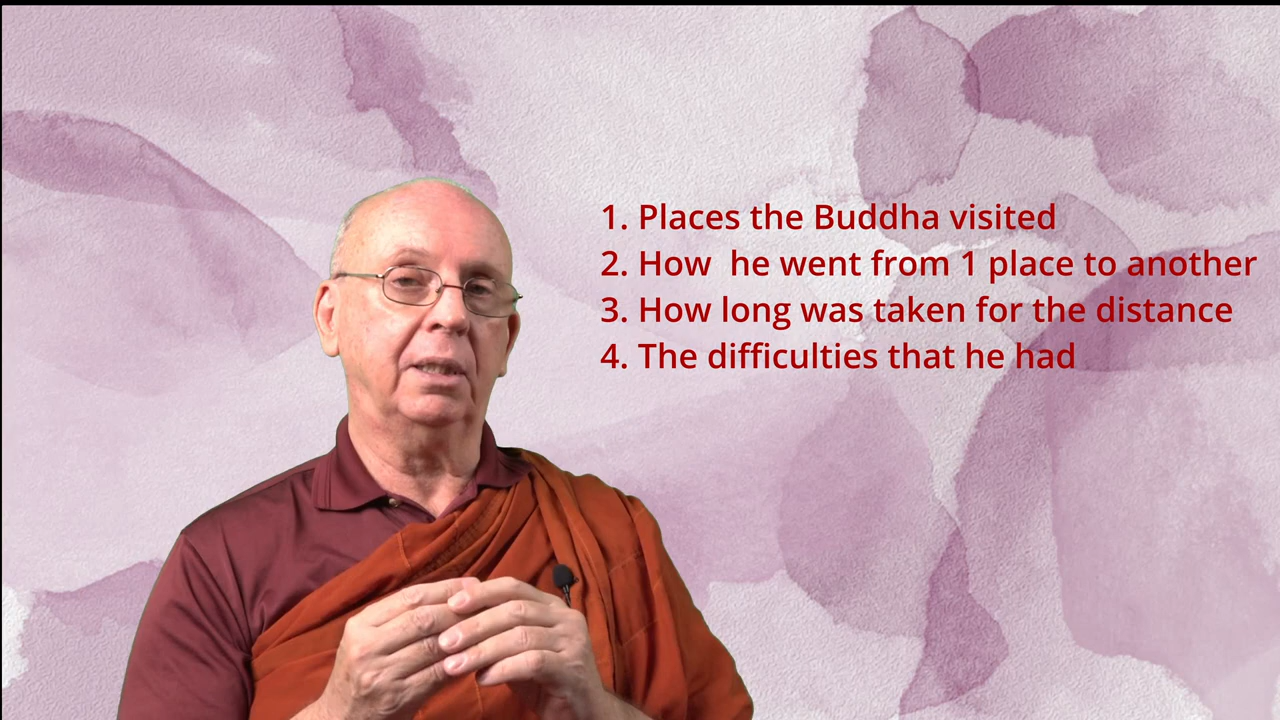 1. Places the Buddha visited
2. How  he went from 1 place to another
3. How long was taken for the distance
4. The difficulties that he had